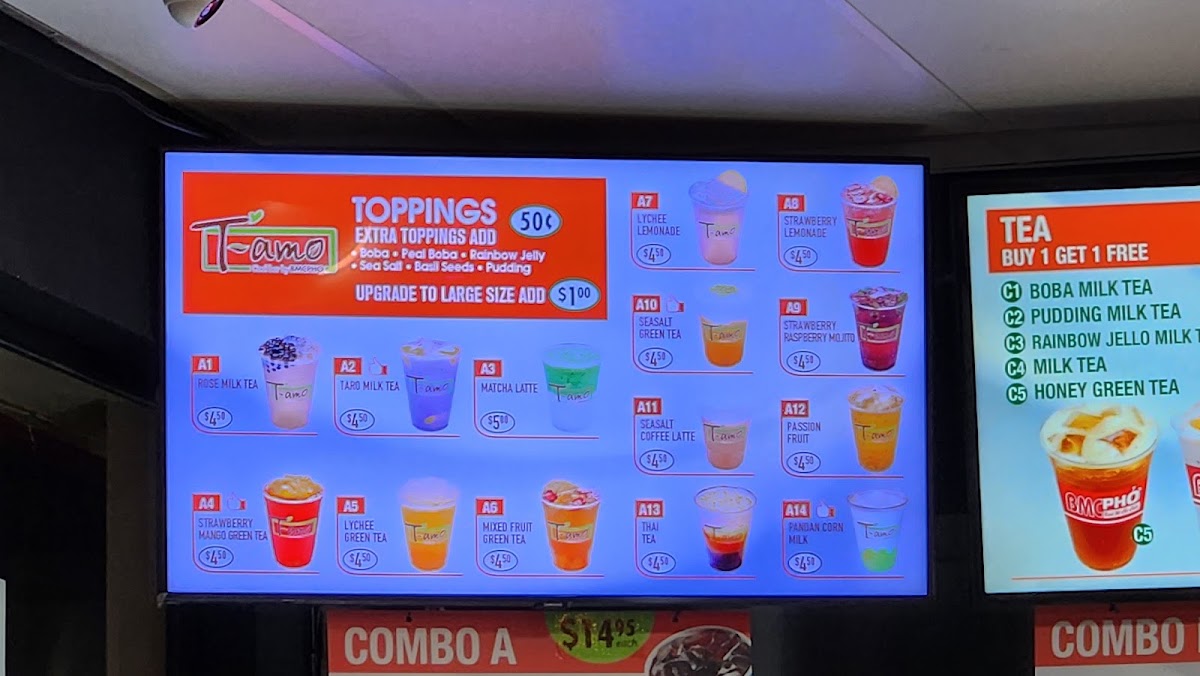 T-amo
TOPPINGS
EXTRA TOPPINGS ADD
50¢
• Boba • Peal Boba • Rainbow Jelly
• Sea Salt • Basil Seeds • Pudding
UPGRADE TO LARGE SIZE ADD $1.00
A1
ROSE MILK TEA
$4.50
A2
TARO MILK TEA
$4.50
A3
MATCHA LATTE
$5.00
A4
STRAWBERRY
MANGO GREEN TEA
$4.50
A5
LYCHEE
GREEN TEA
$4.50
A6
MIXED FRUIT
GREEN TEA
$4.50
A7
LYCHEE
LEMONADE
$4.50
A8
STRAWBERRY
LEMONADE
$4.50
A10
SEASALT
GREEN TEA
$4.50
A9
STRAWBERRY
RASPBERRY MOJITO
$4.50
A11
SEASALT
COFFEE LATTE
$4.50
A12
PASSION
FRUIT
$4.50
A13
THAI
TEA
$4.50
A14
PANDAN CORN
MILK
$4.50
TEA
BUY 1 GET 1 FREE
C1 BOBA MILK TEA
C2 PUDDING MILK TEA
C3 RAINBOW JELLO MILK T
C4 MILK TEA
C5 HONEY GREEN TEA
BMCPHỞ
C5
COMBO A
$14.95
COMBO